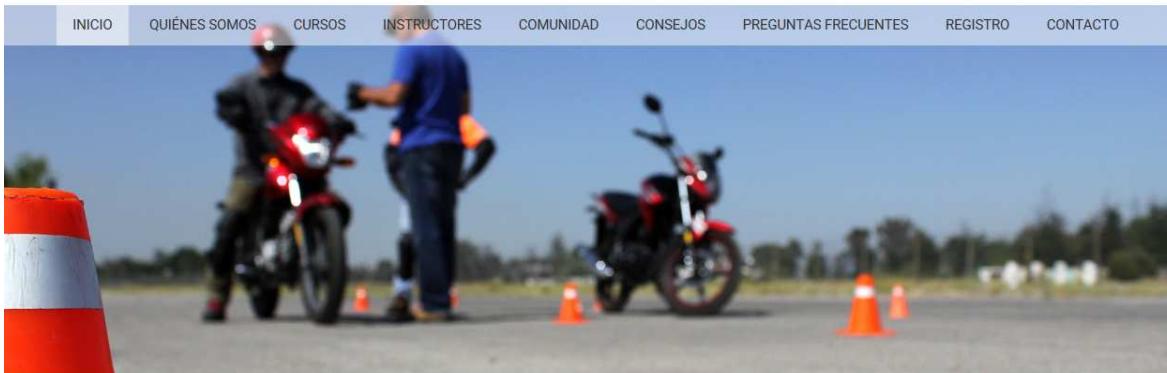 INICIO QUIÉNES SOMOS CURSOS INSTRUCTORES COMUNIDAD CONSEJOS PREGUNTAS FRECUENTES REGISTRO CONTACTO